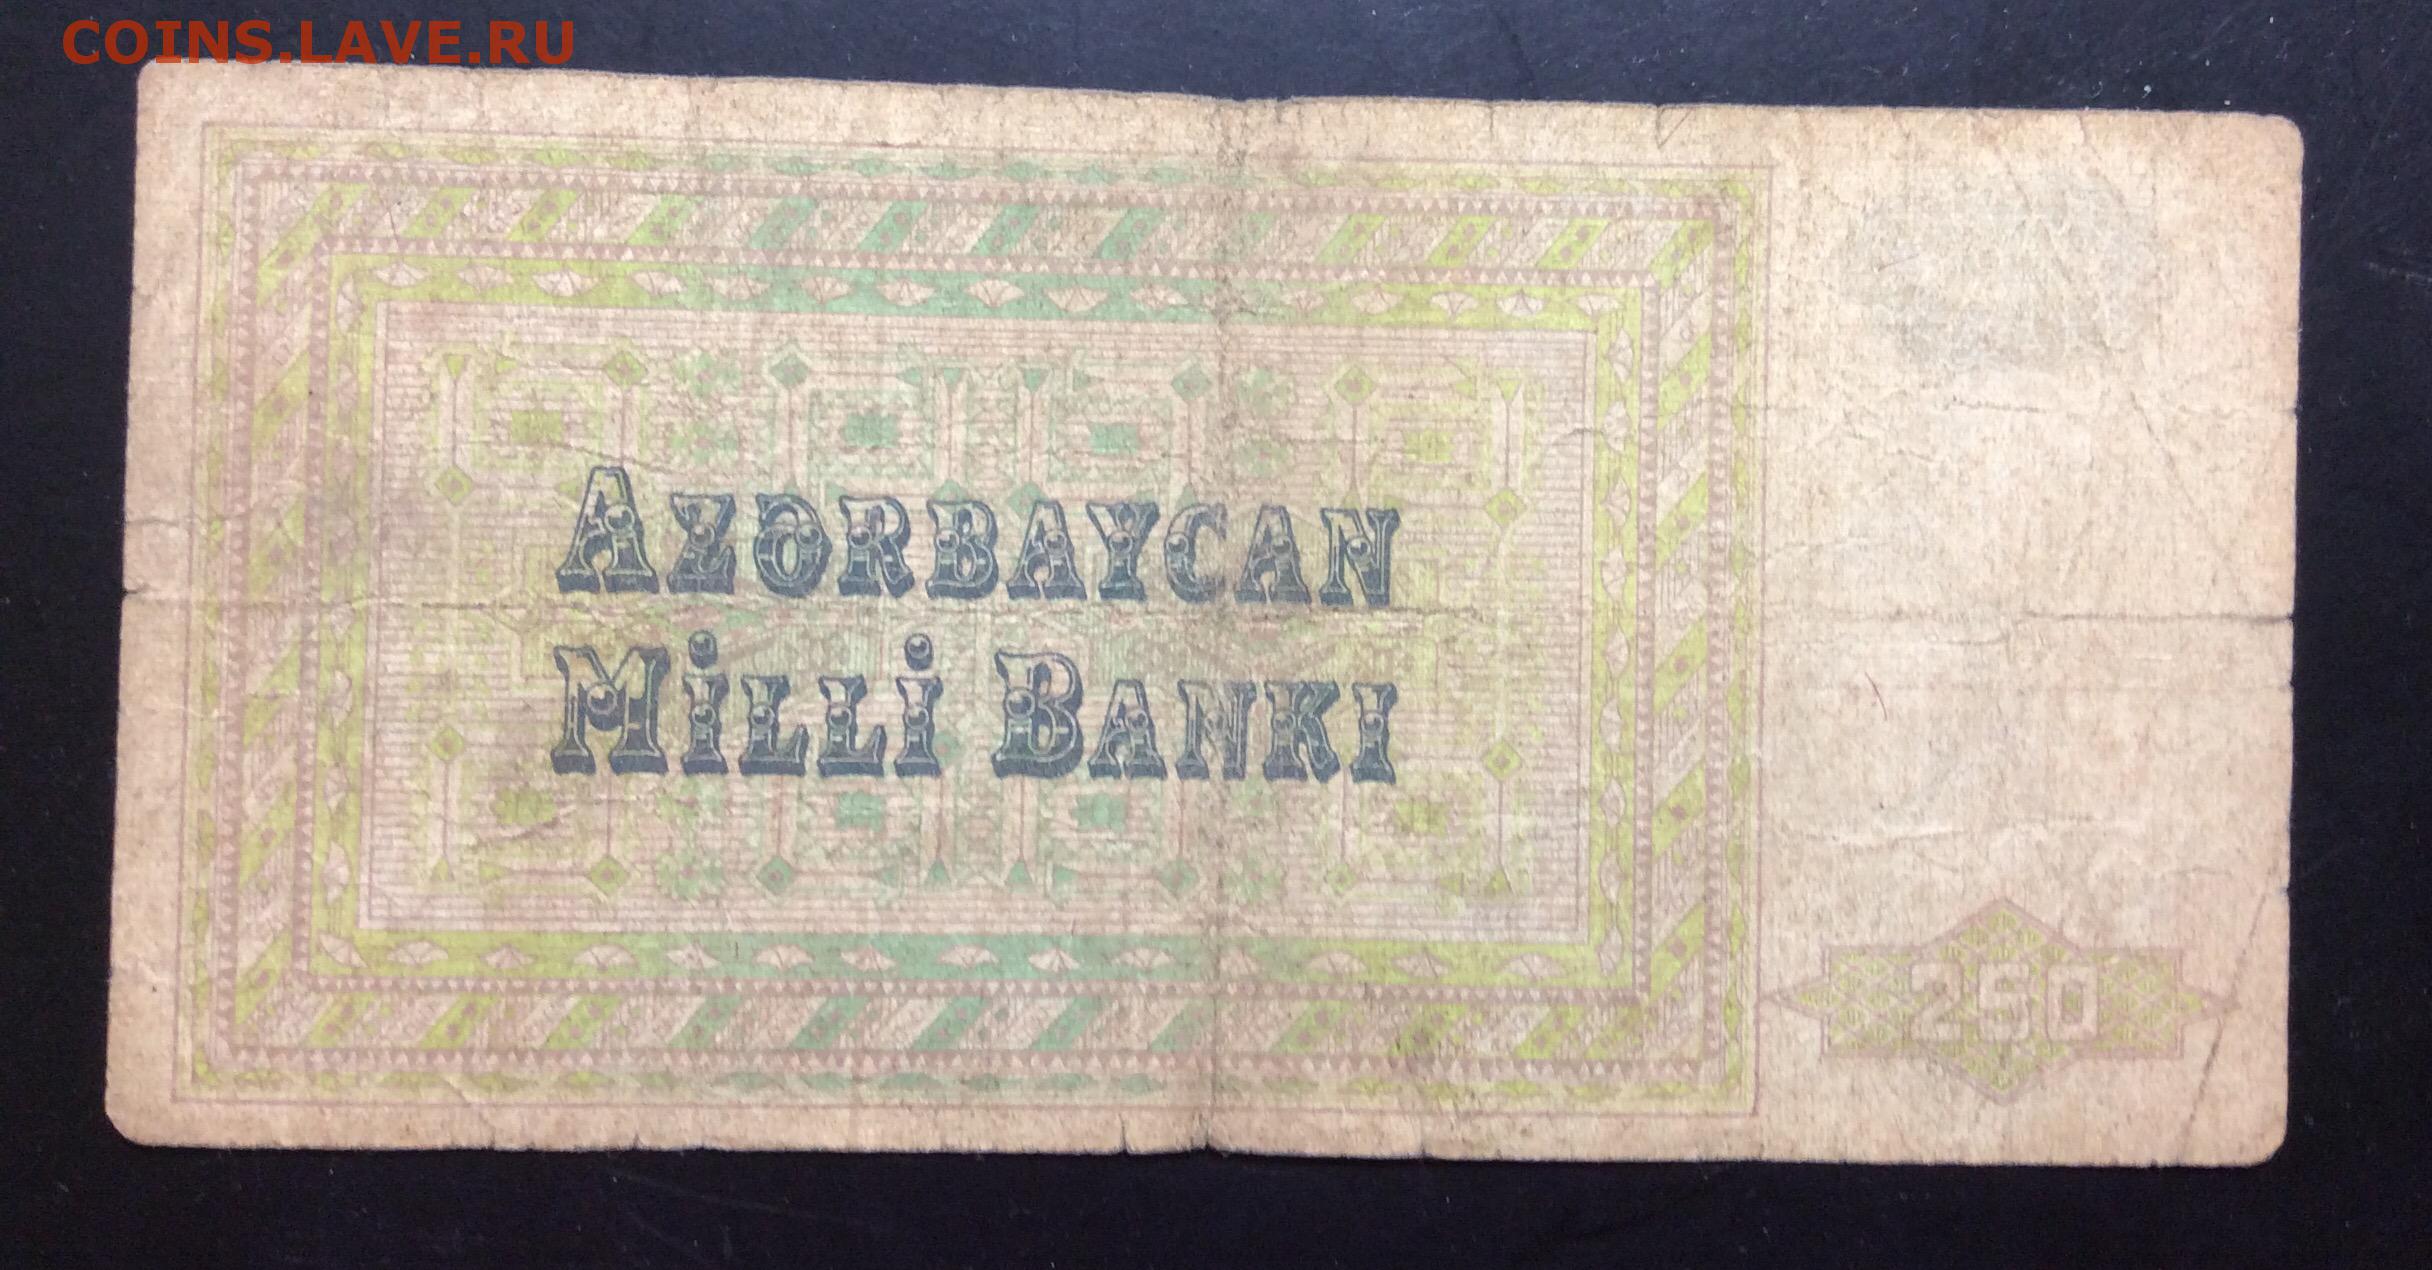 COINS.LAVE.RU
AZƏRBAYCAN
MİLLİ BANKI
250